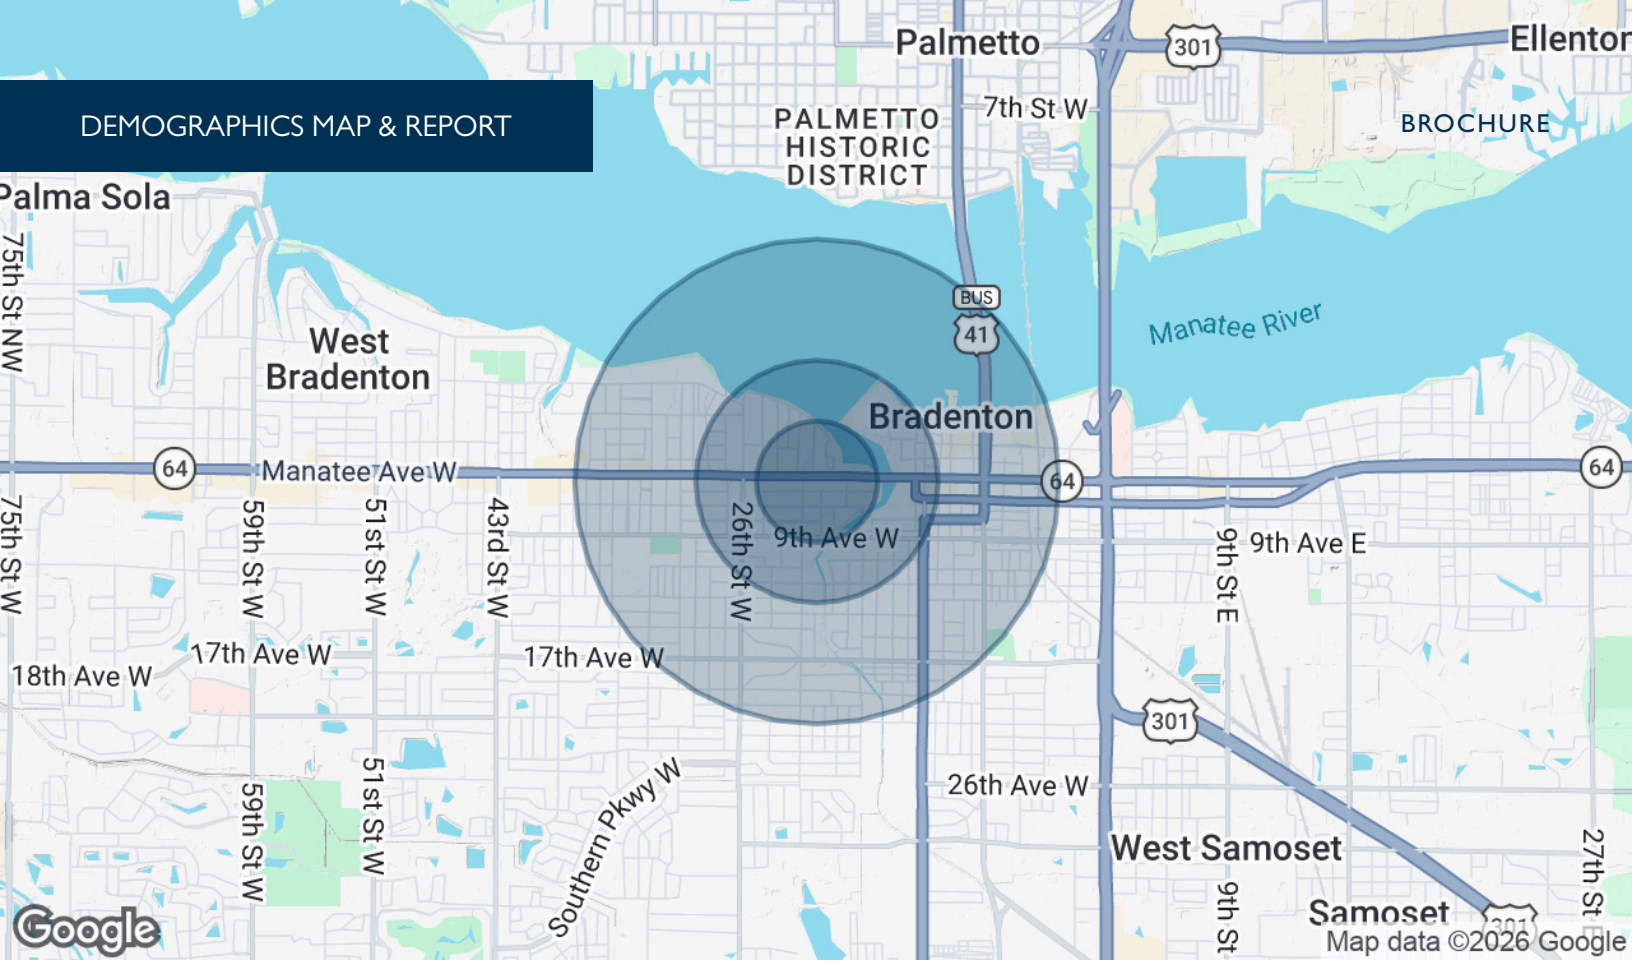 Palmetto
301
Ellenton
DEMOGRAPHICS MAP & REPORT
BROCHURE
7th St W
PALMETTO
HISTORIC
DISTRICT
Palma Sola
75th St NW
BUS
41
Manatee River
West
Bradenton
Bradenton
64
Manatee Ave W
64
64
75th St W
59th St W
51st St W
43rd St W
26th St W
9th Ave W
9th St E
9th Ave E
17th Ave W
17th Ave W
18th Ave W
301
26th Ave W
Southern Pkwy W
51st St W
59th St W
West Samoset
27th St E
9th St
Samoset
301
Google
Map data ©2026 Google